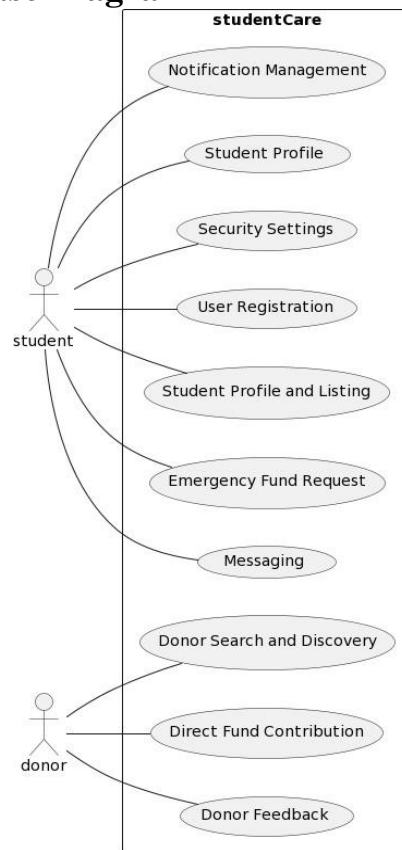 studentCare
Notification Management
Student Profile
Security Settings
User Registration
student
Student Profile and Listing
Emergency Fund Request
Messaging
Donor Search and Discovery
Direct Fund Contribution
donor
Donor Feedback